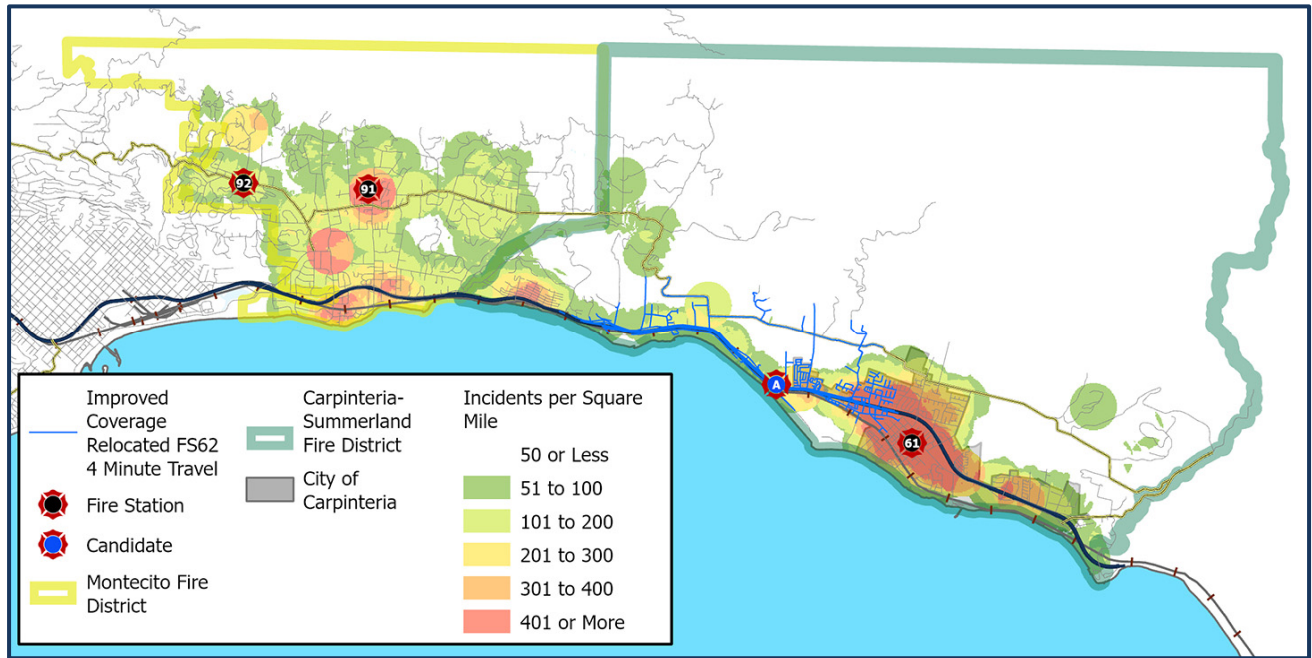 92
91
A
61
Improved
Coverage
Relocated FS62
4 Minute Travel
Fire Station
Candidate
Montecito Fire
District
Carpinteria-
Summerland
Fire District
City of
Carpinteria
Incidents per Square
Mile
50 or Less
51 to 100
101 to 200
201 to 300
301 to 400
401 or More